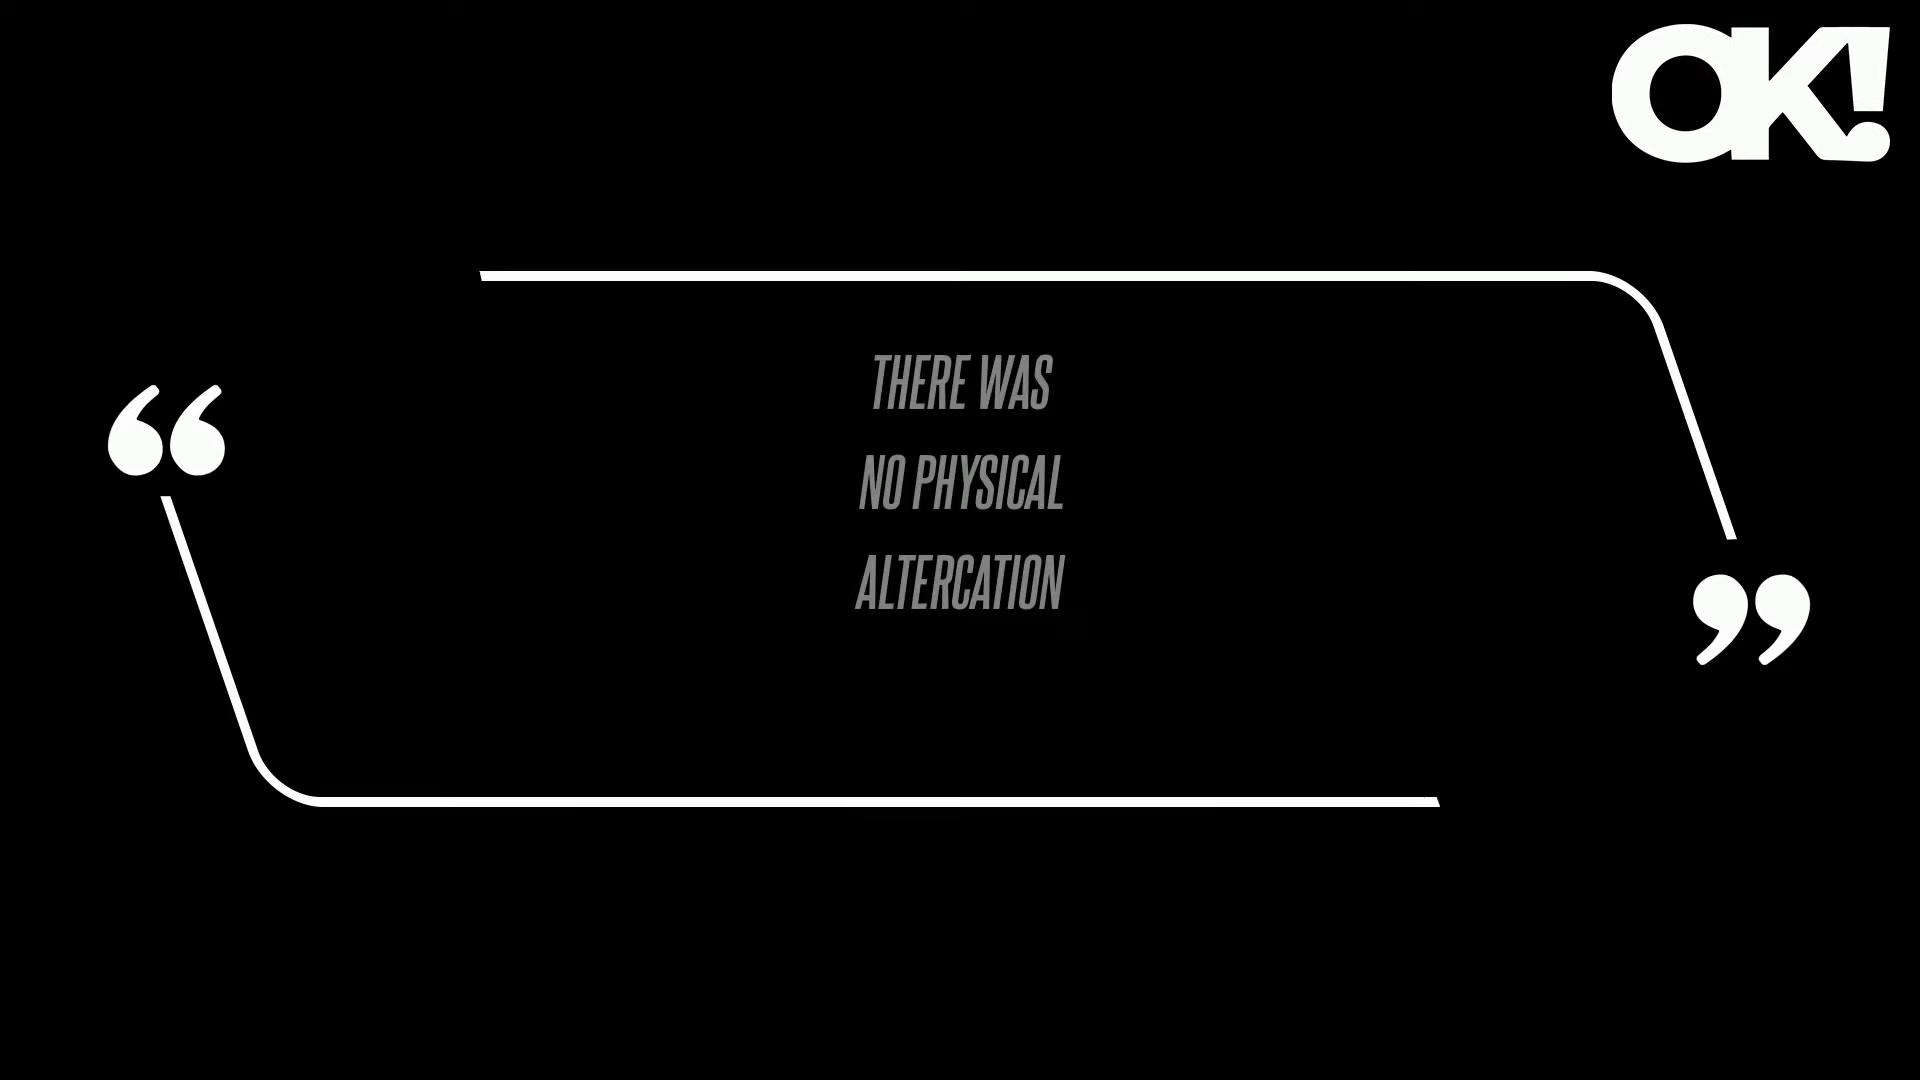 OK!
“
THERE WAS
NO PHYSICAL
ALTERCATION
”